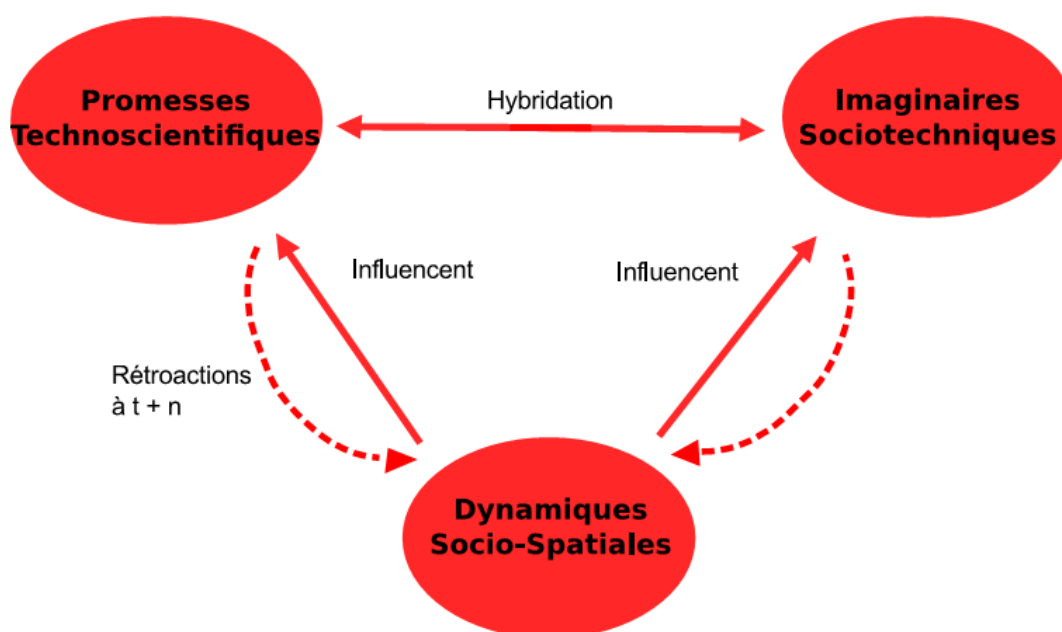 Promesses
Technoscientifiques
Hybridation
Imaginaires
Sociotechniques
Influencent
Influencent
Rétroactions
à t + n
Dynamiques
Socio-Spatiales